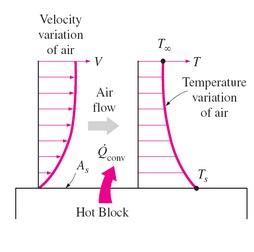 Velocity
variation
of air
V
T∞
T
Air
flow
Temperature
variation
of air
Q̇conv
As
Ts
Hot Block